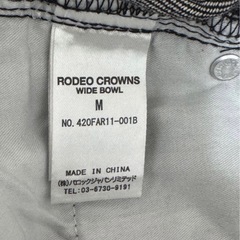 RODEO CROWNS
WIDE BOWL
M
NO.420FAR11-001B
MADE IN CHINA
(株)バロックジャパンリミテッド
TEL 03-6730-9191